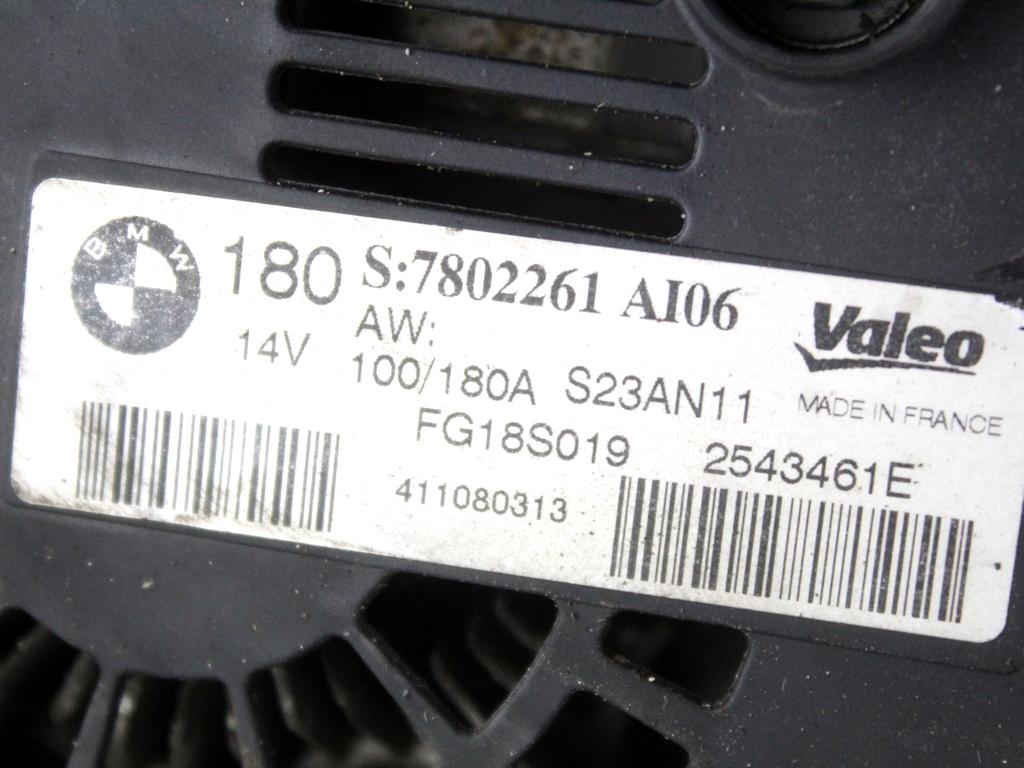 BMW
180 S:7802261 AI06
14V AW:
100/180A S23AN11
FG18S019 2543461E
411080313
Valeo
MADE IN FRANCE